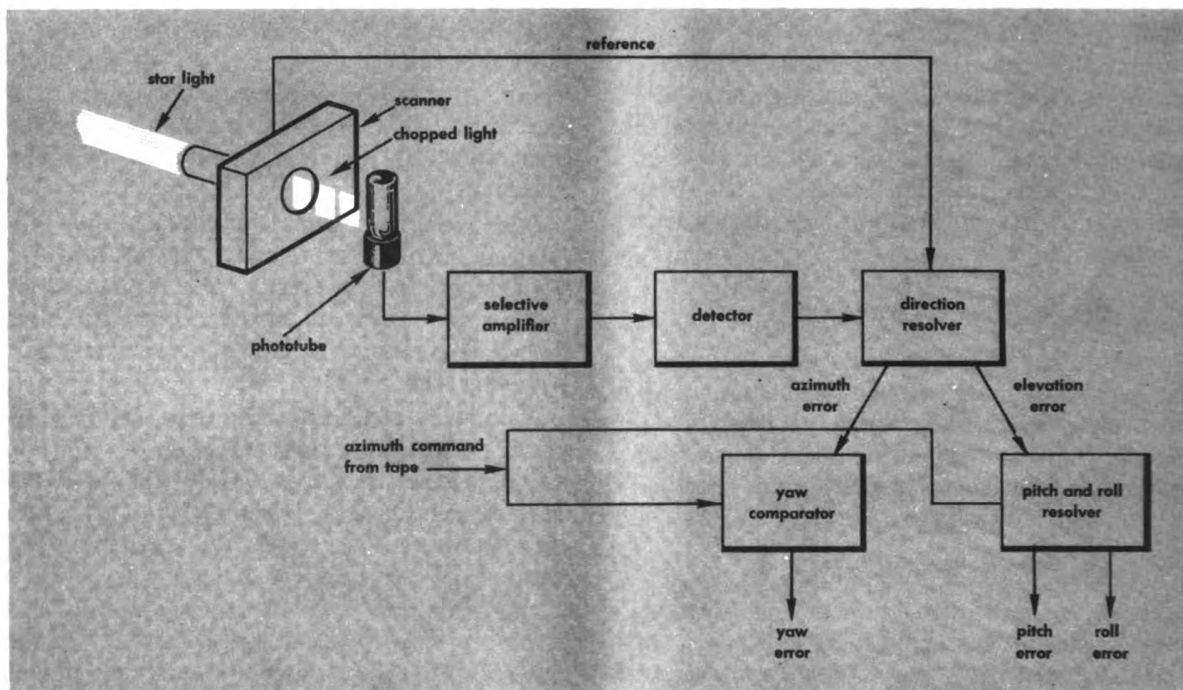 reference
star light
scanner
chopped light
phototube
selective
amplifier
detector
direction
resolver
azimuth
error
elevation
error
azimuth command
from tape
yaw
comparator
pitch and roll
resolver
yaw
error
pitch
error
roll
error